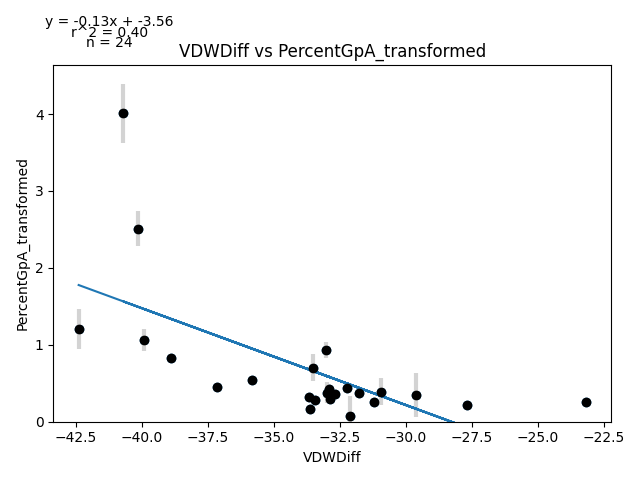 y = -0.13x + -3.56
r^2 = 0.40
n = 24
VDWDiff vs PercentGpA_transformed
PercentGpA_transformed
4
3
2
1
0
−42.5 −40.0 −37.5 −35.0 −32.5 −30.0 −27.5 −25.0 −22.5
VDWDiff